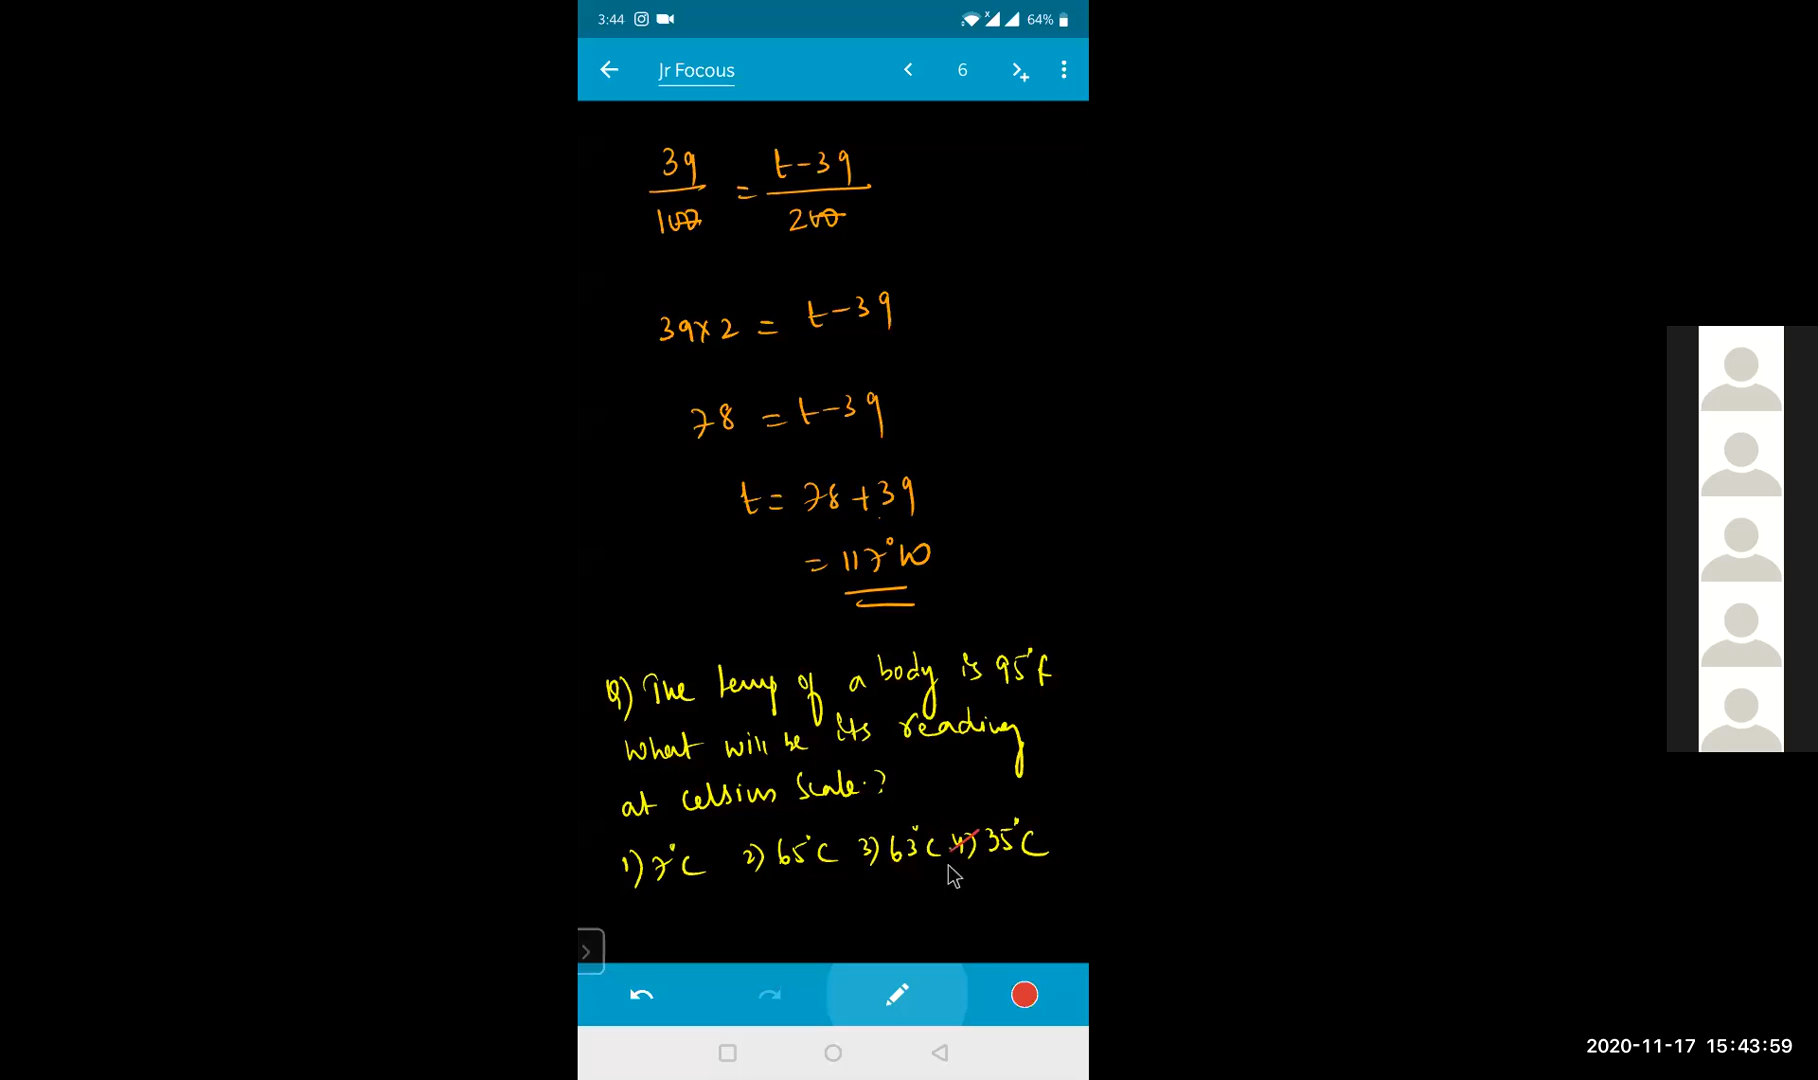 3:44 64%
Jr Focous 6
39/100 = t-39/200
39x2 = t-39
78 = t-39
t = 78+39
= 117°W
Q) The temp of a body is 95°f
What will be its reading
at Celsius Scale.?
1) 7°C 2) 65°C 3) 63°C 4) 35°C
2020-11-17 15:43:59